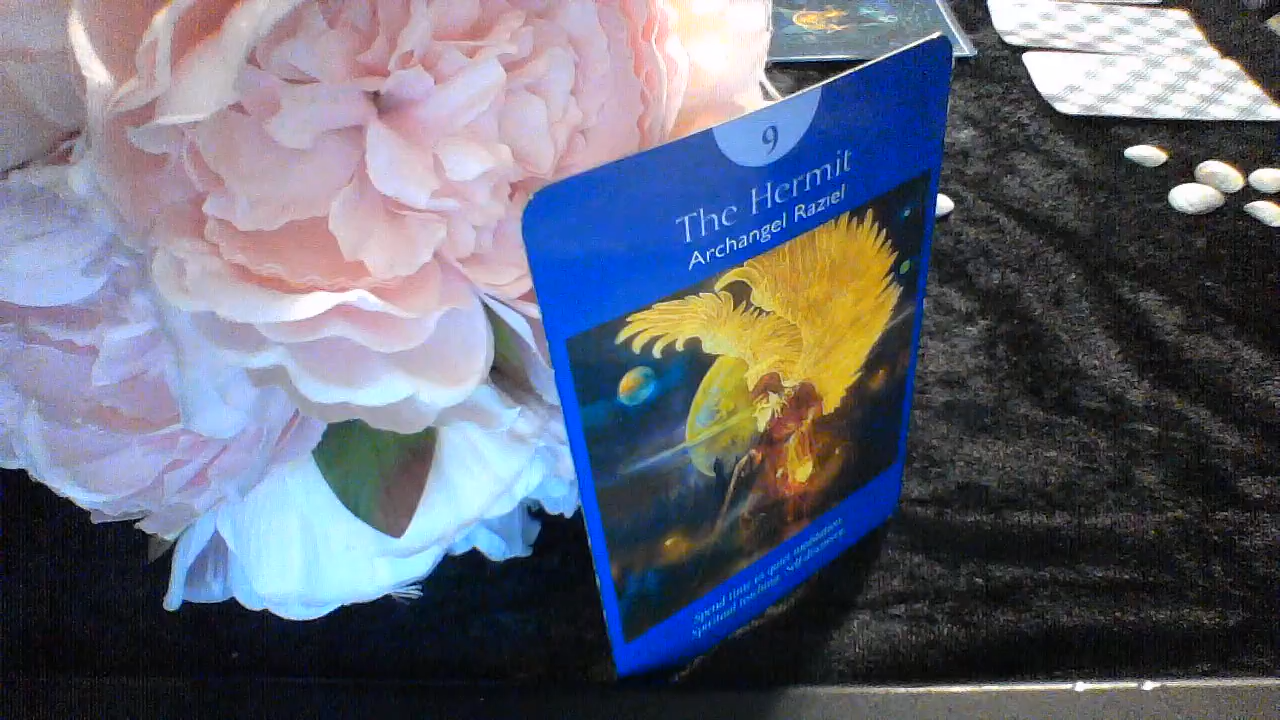 9
The Hermit
Archangel Raziel
Spend time in quiet meditation.
Spiritual teaching. Self-discovery.